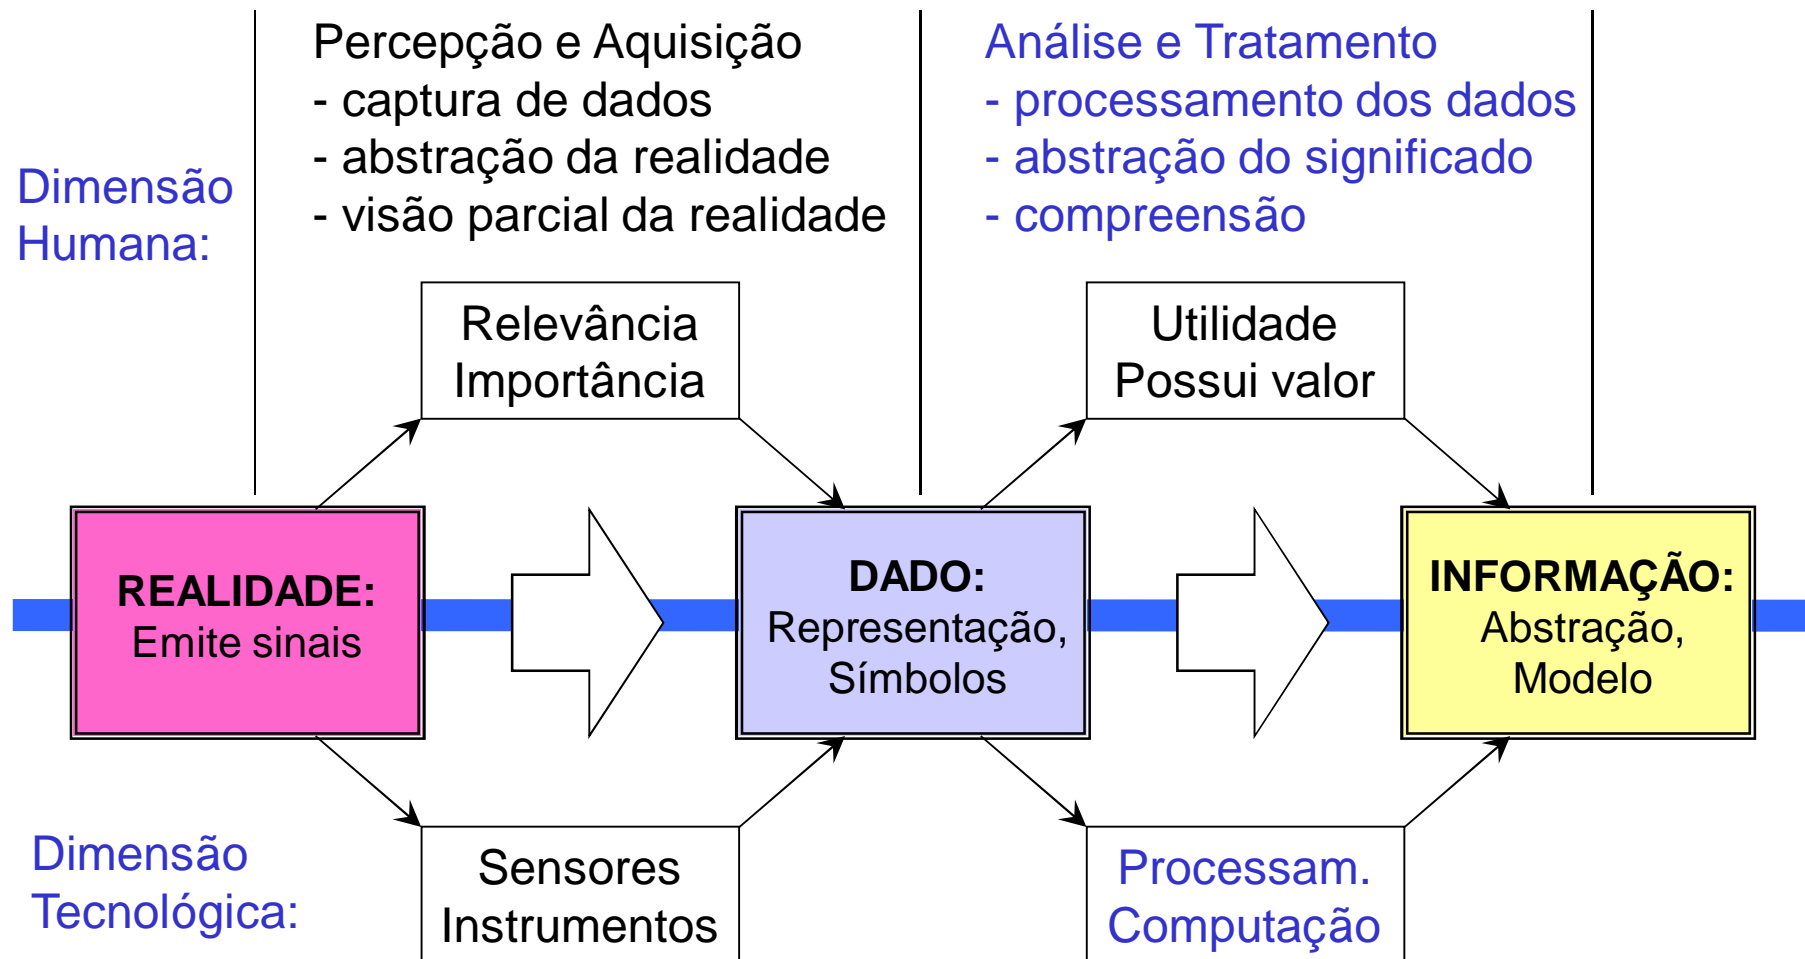 Percepção e Aquisição
- captura de dados
- abstração da realidade
- visão parcial da realidade
Análise e Tratamento
- processamento dos dados
- abstração do significado
- compreensão
Dimensão
Humana:
Relevância
Importância
Utilidade
Possui valor
REALIDADE:
Emite sinais
DADO:
Representação,
Símbolos
INFORMAÇÃO:
Abstração,
Modelo
Dimensão
Tecnológica:
Sensores
Instrumentos
Processam.
Computação